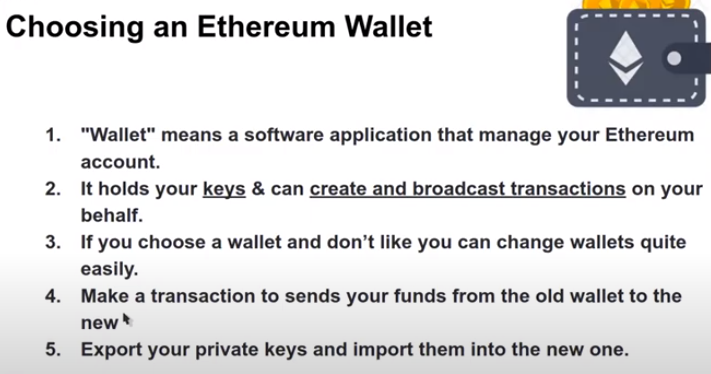 Choosing an Ethereum Wallet
1. "Wallet" means a software application that manage your Ethereum
account.
2. It holds your keys & can create and broadcast transactions on your
behalf.
3. If you choose a wallet and don’t like you can change wallets quite
easily.
4. Make a transaction to sends your funds from the old wallet to the
new
5. Export your private keys and import them into the new one.